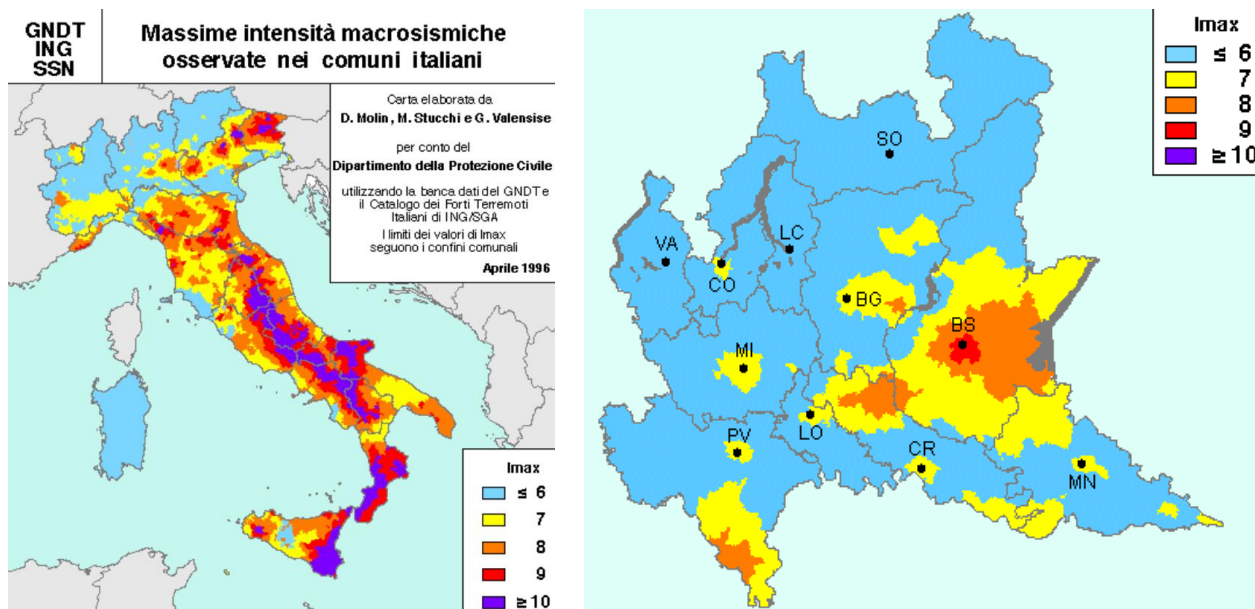 GNDT
ING
SSN
Massime intensità macrosismiche
osservate nei comuni italiani
Carta elaborata da
D. Molin, M. Stucchi e G. Valensise
per conto del
Dipartimento della Protezione Civile
utilizzando la banca dati del GNDT e
il Catalogo dei Forti Terremoti
Italiani di ING/SGA
I limiti dei valori di Imax
seguono i confini comunali
Aprile 1996
Imax
≤ 6
7
8
9
≥ 10
Imax
≤ 6
7
8
9
≥ 10
SO
VA
LC
CO
BG
BS
MI
LO
PV
CR
MN